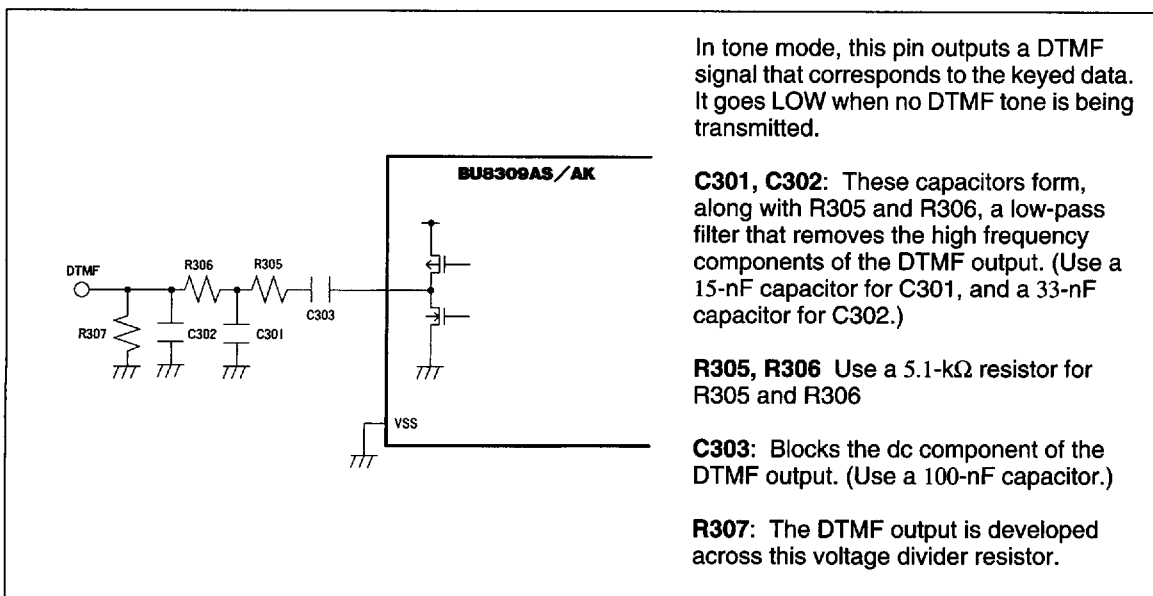 In tone mode, this pin outputs a DTMF
signal that corresponds to the keyed data.
It goes LOW when no DTMF tone is being
transmitted.
BU8309AS/AK
C301, C302: These capacitors form,
along with R305 and R306, a low-pass
filter that removes the high frequency
components of the DTMF output. (Use a
15-nF capacitor for C301, and a 33-nF
capacitor for C302.)
DTMF
R306
R305
C303
R307
C302
C301
R305, R306 Use a 5.1-kΩ resistor for
R305 and R306
VSS
C303: Blocks the dc component of the
DTMF output. (Use a 100-nF capacitor.)
R307: The DTMF output is developed
across this voltage divider resistor.